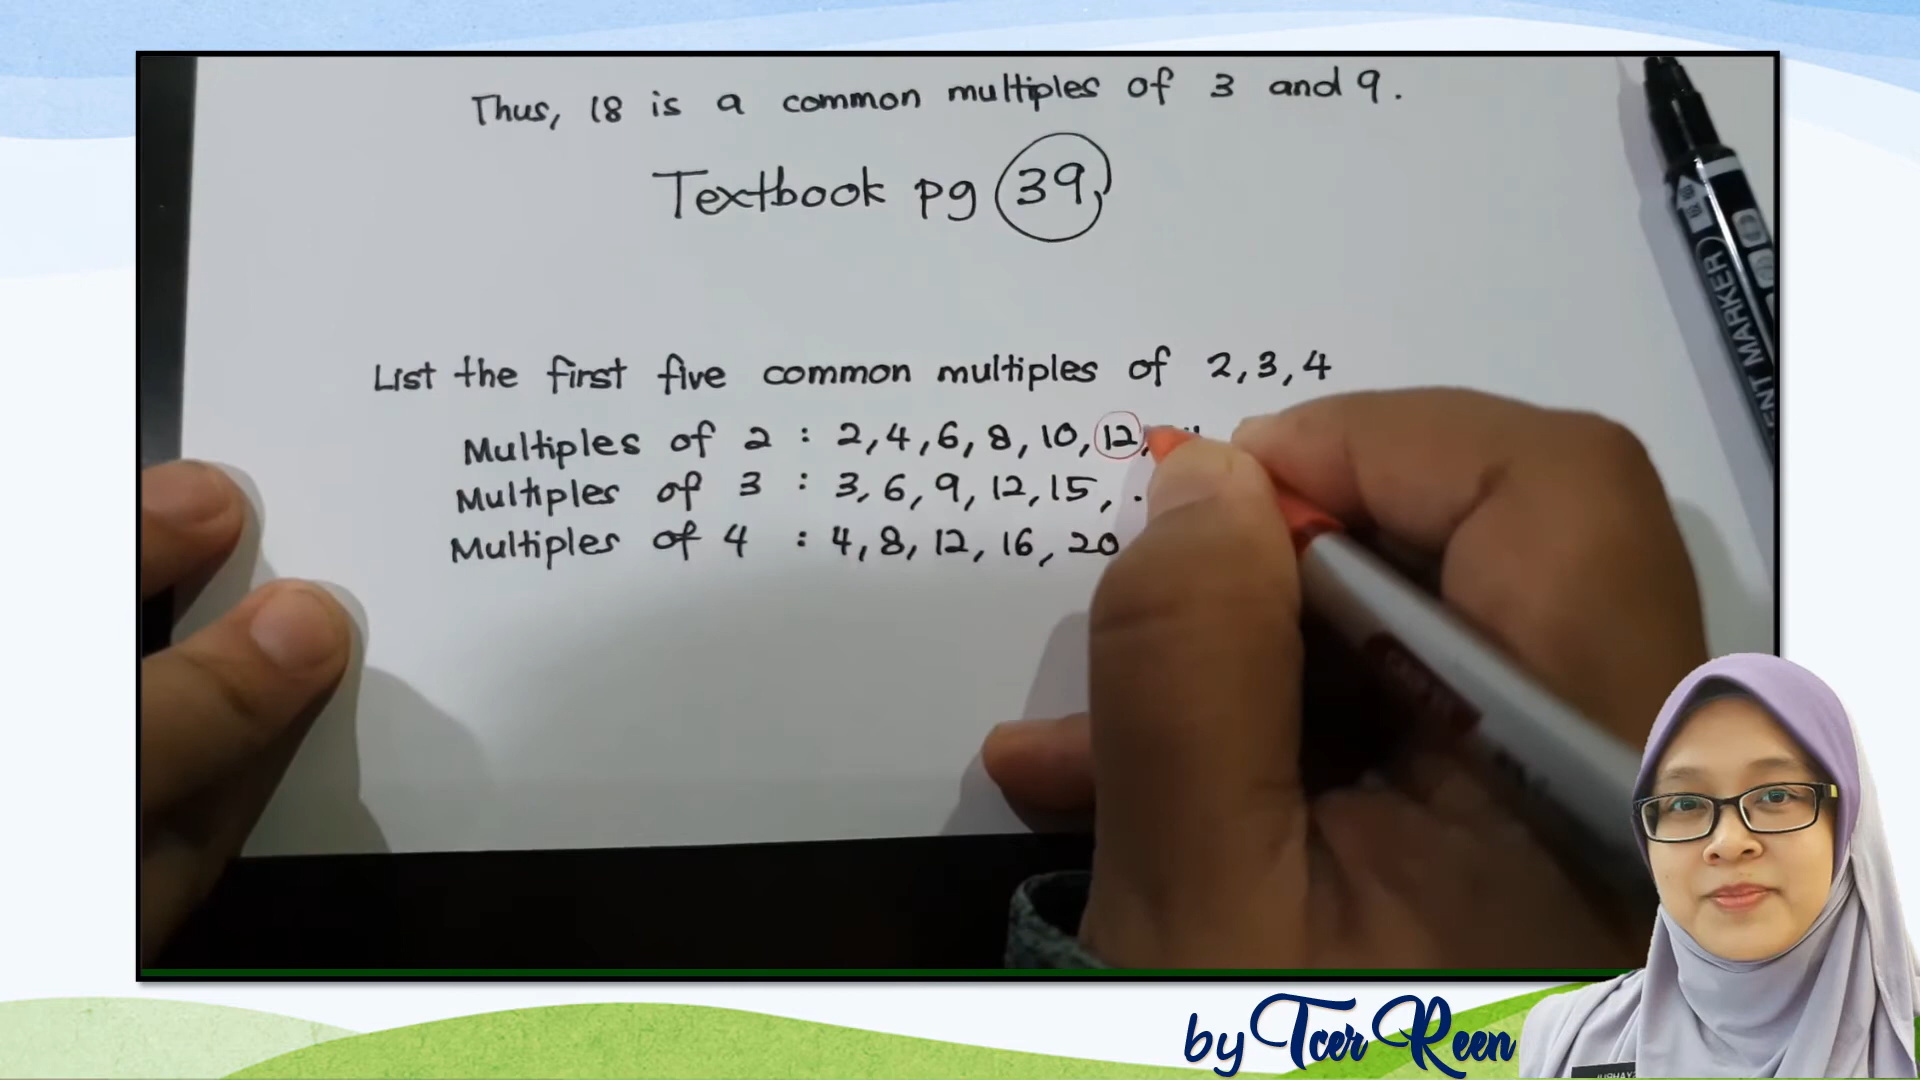 Thus, 18 is a common multiples of 3 and 9.
Textbook pg 39
List the first five common multiples of 2, 3, 4
Multiples of 2 : 2, 4, 6, 8, 10, 12,
Multiples of 3 : 3, 6, 9, 12, 15, .
Multiples of 4 : 4, 8, 12, 16, 20
MARKER
by Tcer Reen